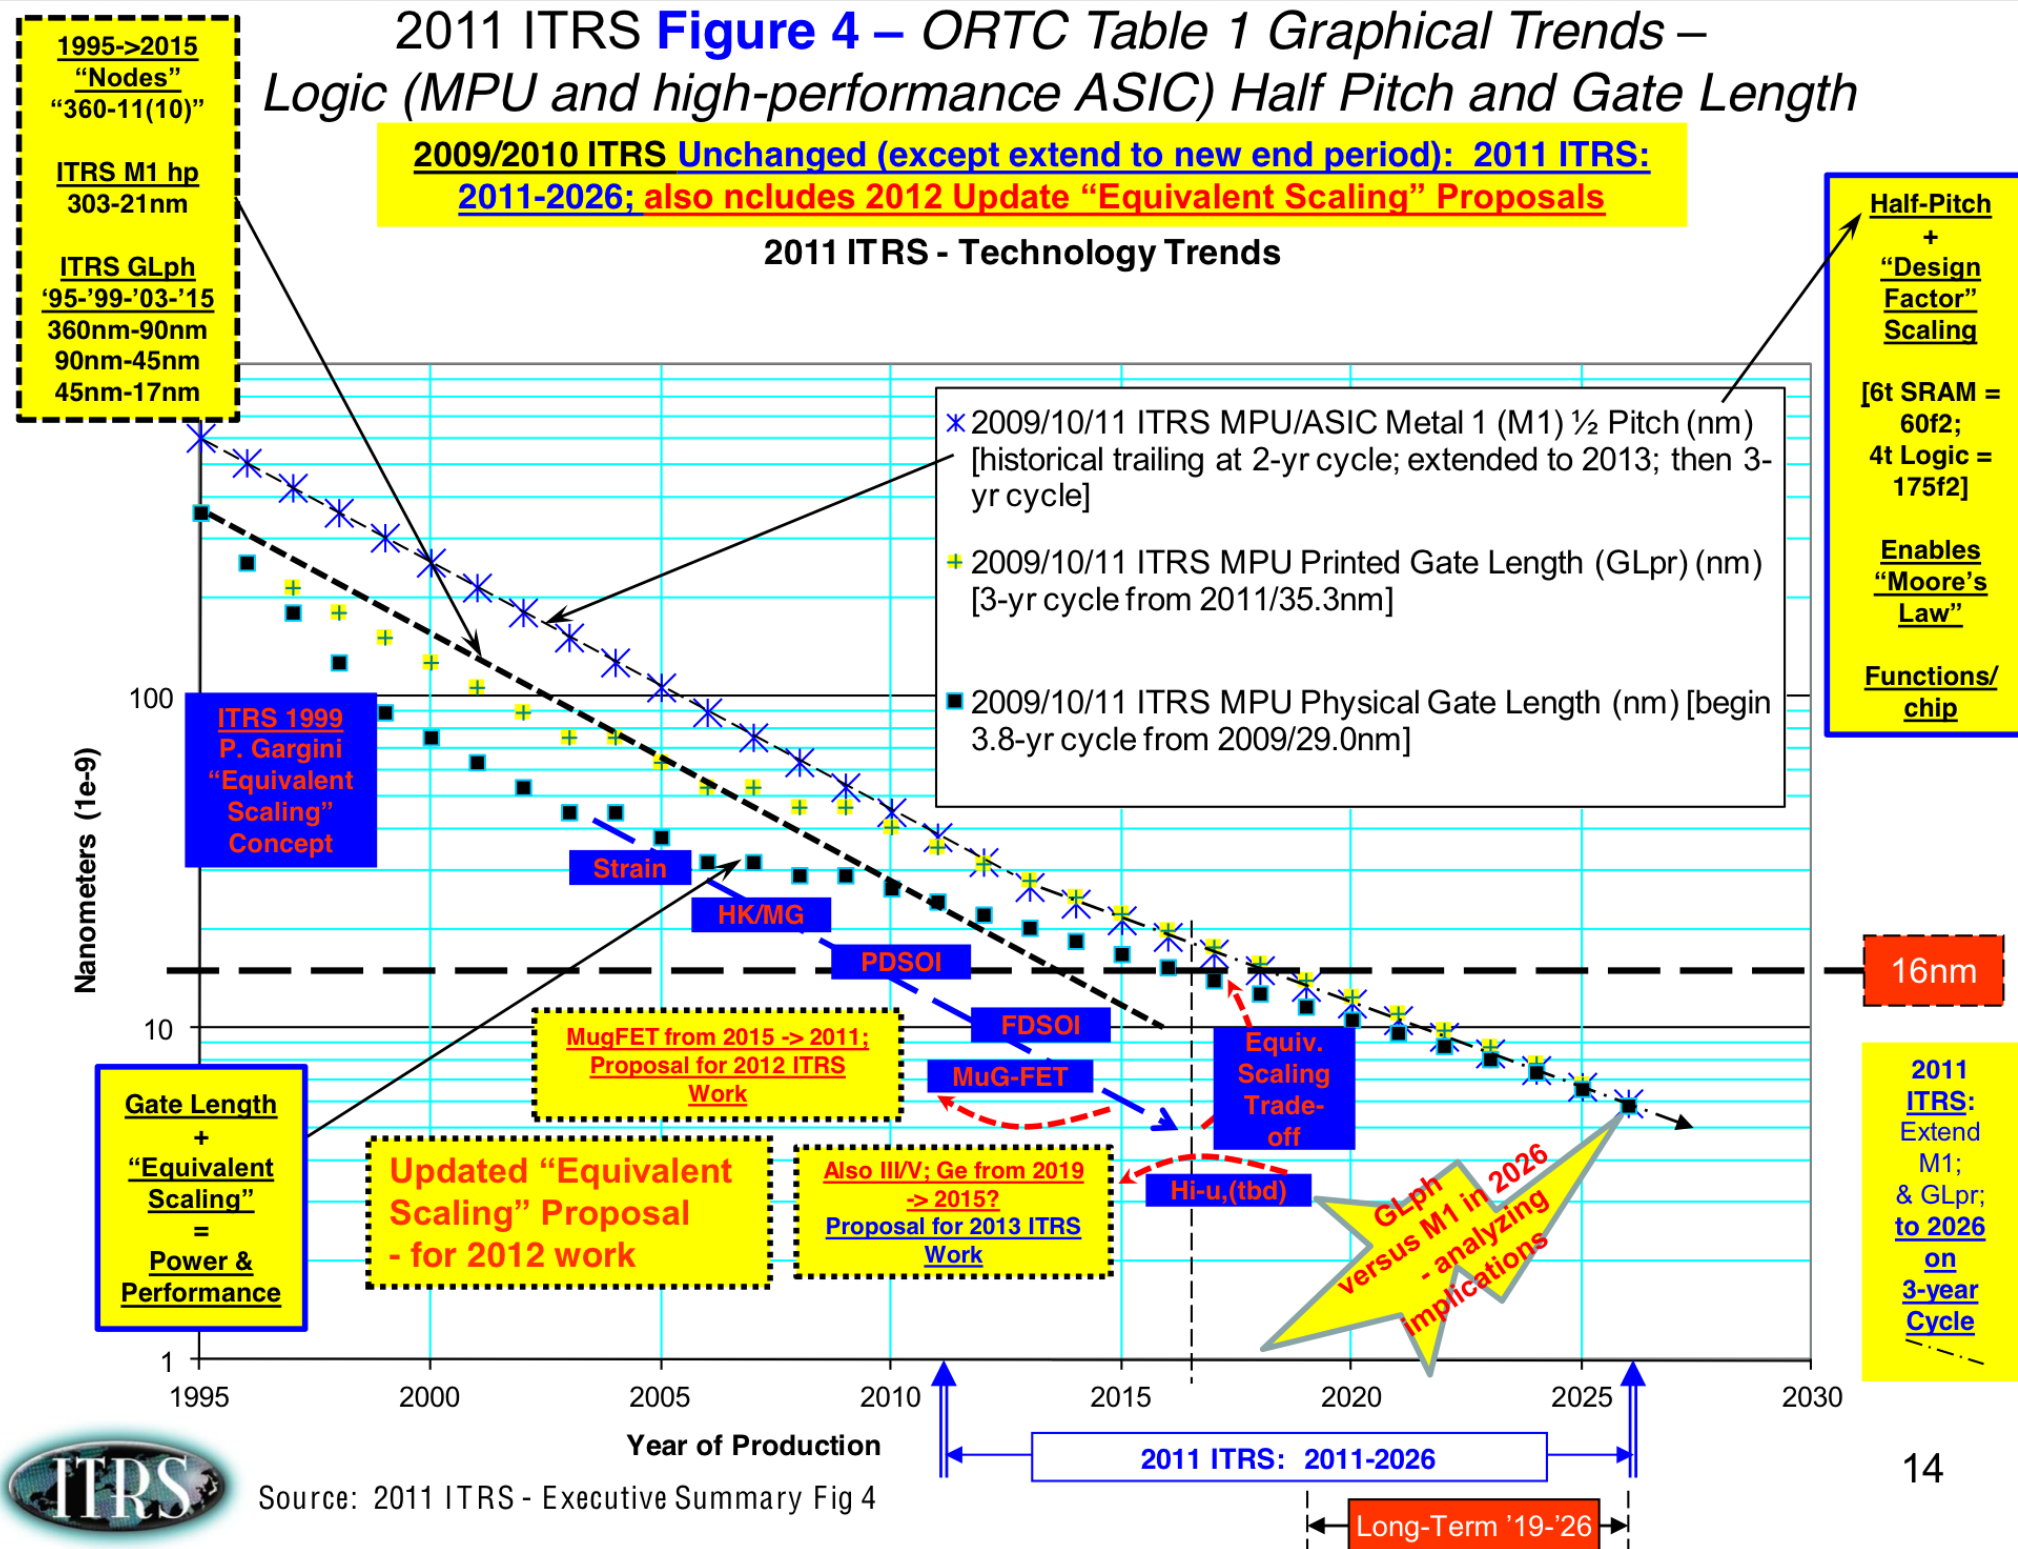 2011 ITRS Figure 4 – ORTC Table 1 Graphical Trends –
Logic (MPU and high-performance ASIC) Half Pitch and Gate Length
2009/2010 ITRS Unchanged (except extend to new end period): 2011 ITRS:
2011-2026; also ncludes 2012 Update “Equivalent Scaling” Proposals
2011 ITRS - Technology Trends
1995->2015
“Nodes”
“360-11(10)”
ITRS M1 hp
303-21nm
ITRS GLph
‘95-’99-’03-’15
360nm-90nm
90nm-45nm
45nm-17nm
Half-Pitch
+
“Design
Factor”
Scaling
[6t SRAM =
60f2;
4t Logic =
175f2]
Enables
“Moore’s
Law”
Functions/
chip
2009/10/11 ITRS MPU/ASIC Metal 1 (M1) ½ Pitch (nm)
[historical trailing at 2-yr cycle; extended to 2013; then 3-
yr cycle]
2009/10/11 ITRS MPU Printed Gate Length (GLpr) (nm)
[3-yr cycle from 2011/35.3nm]
2009/10/11 ITRS MPU Physical Gate Length (nm) [begin
3.8-yr cycle from 2009/29.0nm]
Nanometers (1e-9)
100
10
1
ITRS 1999
P. Gargini
“Equivalent
Scaling”
Concept
Strain
HK/MG
PDSOI
FDSOI
MuG-FET
Hi-u,(tbd)
16nm
MugFET from 2015 -> 2011;
Proposal for 2012 ITRS
Work
Equiv.
Scaling
Trade-
off
Gate Length
+
“Equivalent
Scaling”
=
Power &
Performance
Updated “Equivalent
Scaling” Proposal
- for 2012 work
Also III/V; Ge from 2019
-> 2015?
Proposal for 2013 ITRS
Work
GLph
versus M1 in 2026
- analyzing
implications
2011
ITRS:
Extend
M1;
& GLpr;
to 2026
on
3-year
Cycle
1995
2000
2005
2010
2015
2020
2025
2030
Year of Production
2011 ITRS: 2011-2026
Long-Term ’19-’26
ITRS
Source: 2011 ITRS - Executive Summary Fig 4
14